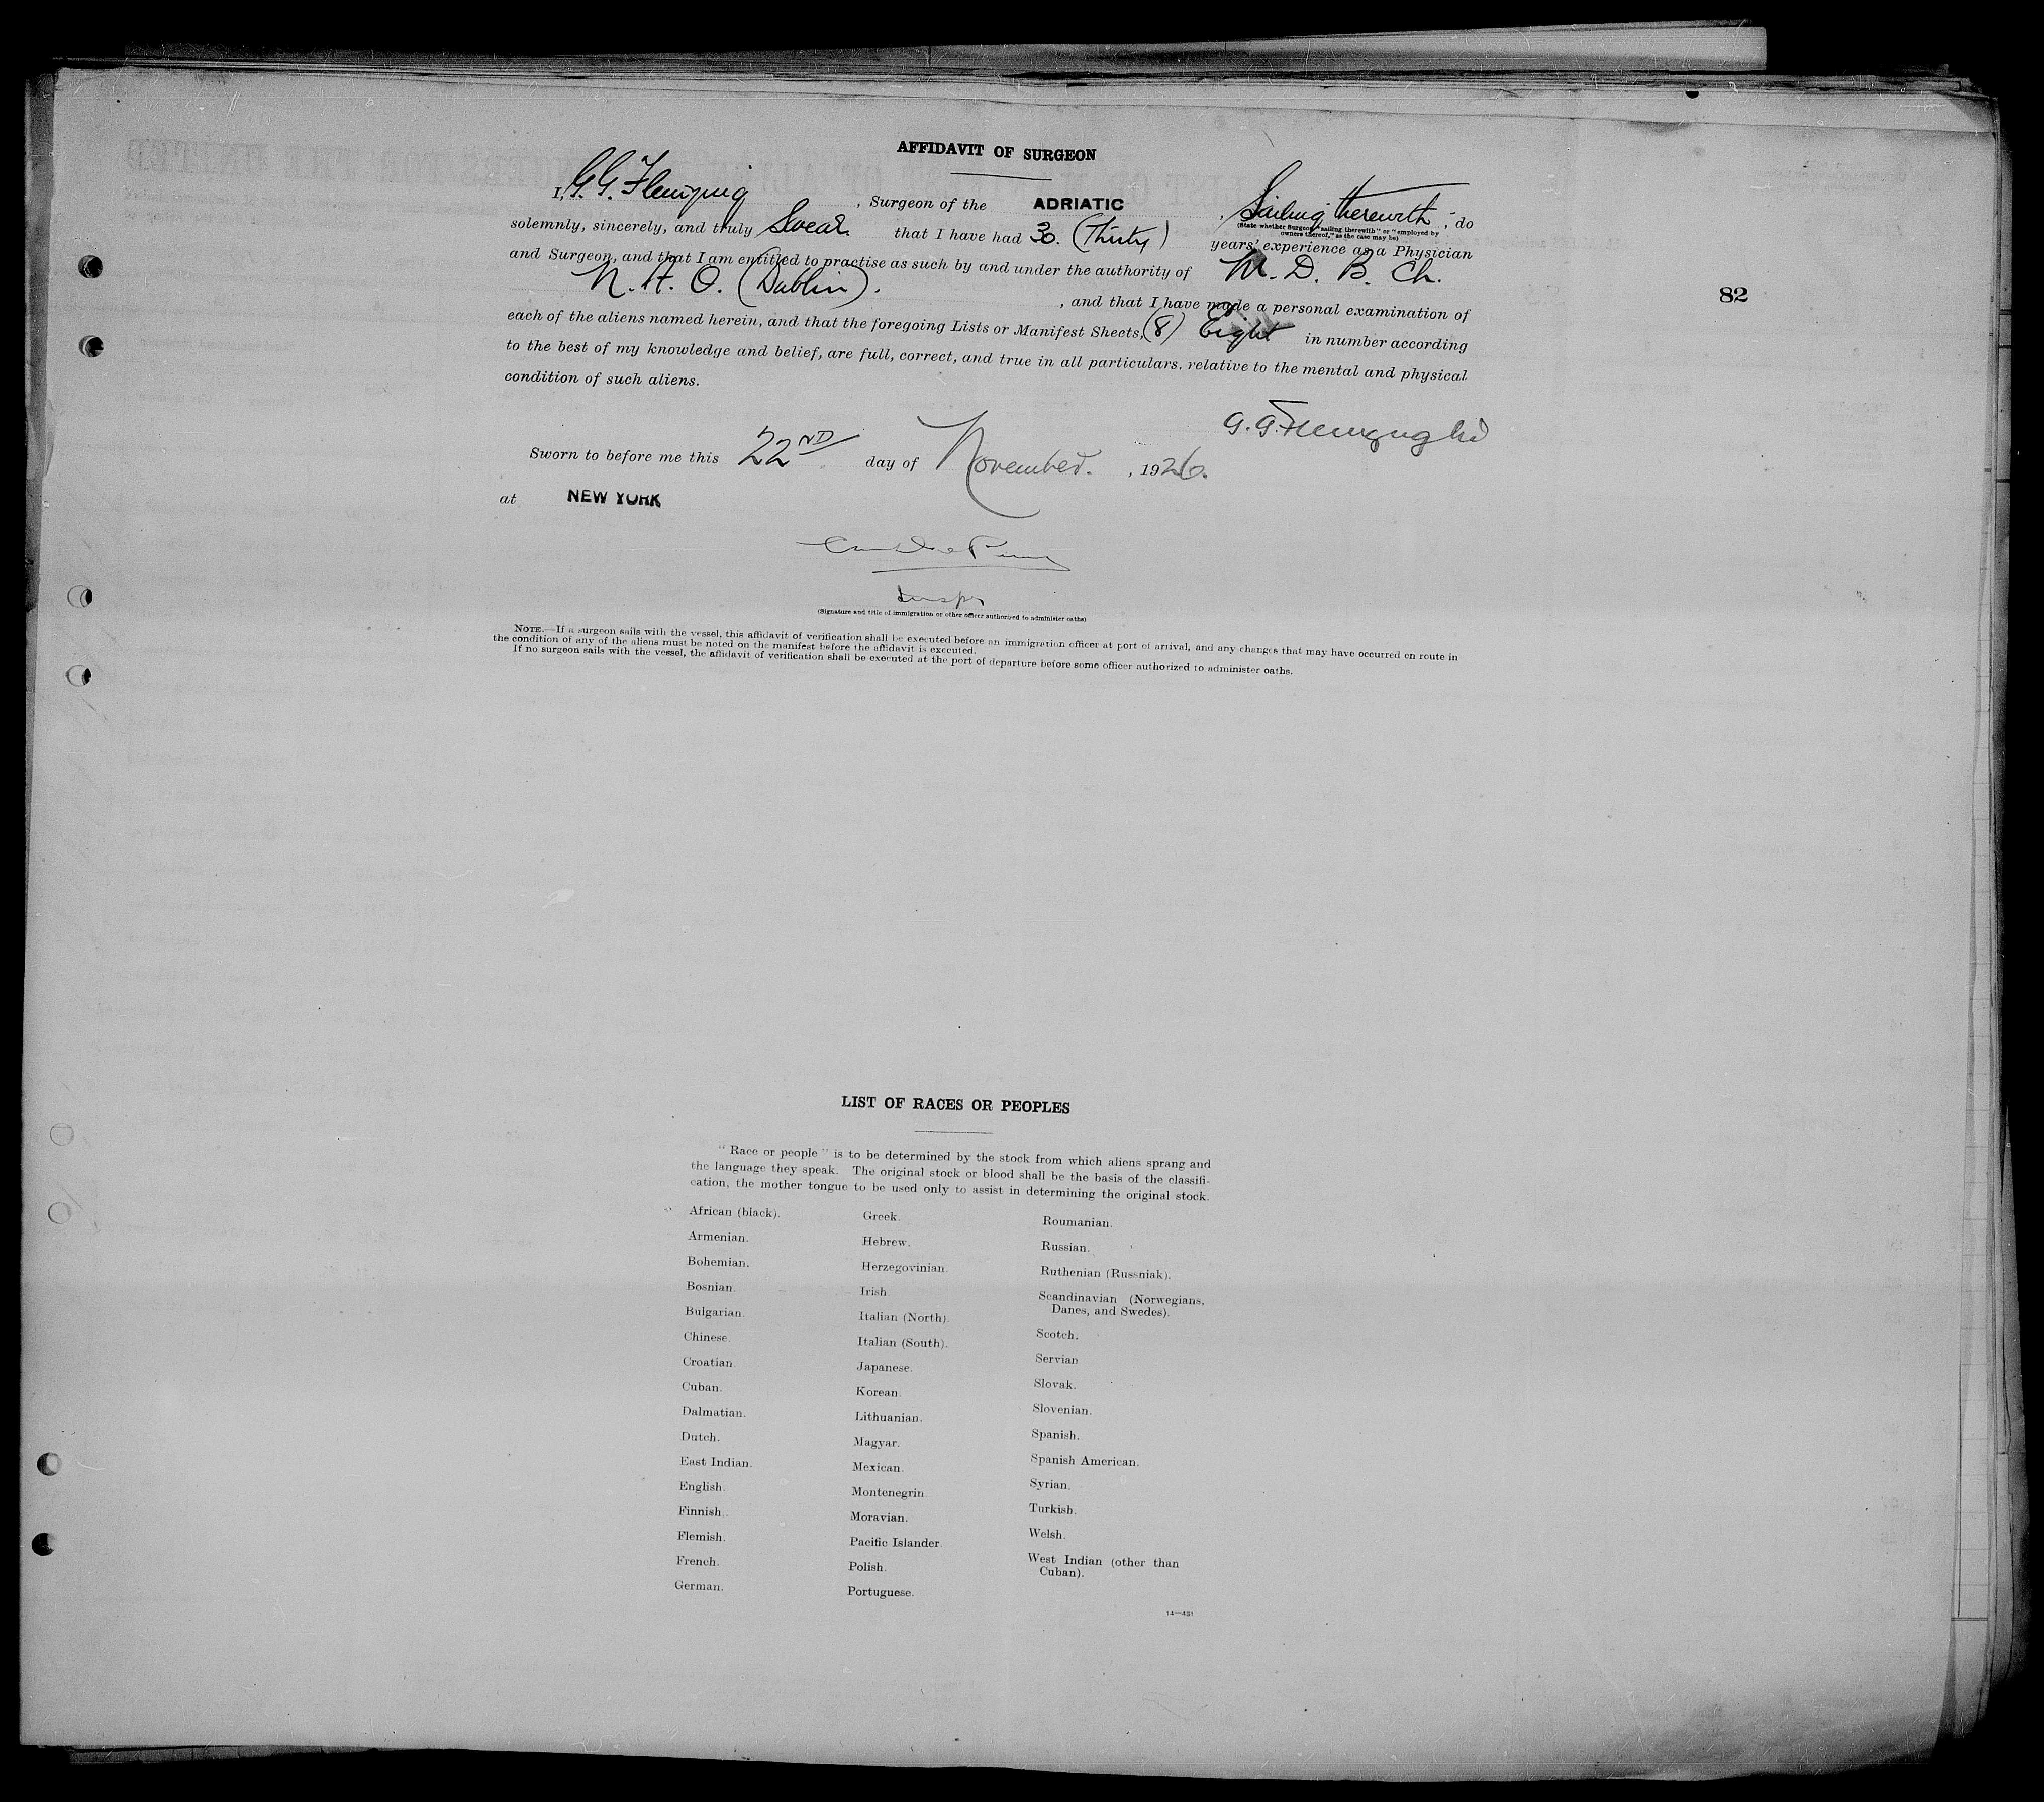 AFFIDAVIT OF SURGEON
I, G. G. Fleming, Surgeon of the ADRIATIC, Sailing therewith, do
(State whether Surgeon "sailing therewith" or "employed by
owners thereof," as the case may be)
solemnly, sincerely, and truly Swear. that I have had 30. (Thirty) years' experience as a Physician
and Surgeon, and that I am entitled to practise as such by and under the authority of M. D. B. Ch.
N. H. O. (Dublin). , and that I have made a personal examination of
82
each of the aliens named herein, and that the foregoing Lists or Manifest Sheets, (8) Eight in number according
to the best of my knowledge and belief, are full, correct, and true in all particulars, relative to the mental and physical
condition of such aliens.
G. G. Fleming
Sworn to before me this 22ND day of November. , 1926.
at NEW YORK
Inspr
(Signature and title of immigration or other officer authorized to administer oaths)
NOTE.—If a surgeon sails with the vessel, this affidavit of verification shall be executed before an immigration officer at port of arrival, and any changes that may have occurred en route in
the condition of any of the aliens must be noted on the manifest before the affidavit is executed.
If no surgeon sails with the vessel, the affidavit of verification shall be executed at the port of departure before some officer authorized to administer oaths.
LIST OF RACES OR PEOPLES
"Race or people" is to be determined by the stock from which aliens sprang and
the language they speak. The original stock or blood shall be the basis of the classifi-
cation, the mother tongue to be used only to assist in determining the original stock.
African (black).
Armenian.
Bohemian.
Bosnian.
Bulgarian.
Chinese.
Croatian.
Cuban.
Dalmatian.
Dutch.
East Indian.
English.
Finnish.
Flemish.
French.
German.
Greek.
Hebrew.
Herzegovinian.
Irish.
Italian (North).
Italian (South).
Japanese.
Korean.
Lithuanian.
Magyar.
Mexican.
Montenegrin
Moravian.
Pacific Islander.
Polish.
Portuguese.
Roumanian.
Russian.
Ruthenian (Russniak).
Scandinavian (Norwegians,
Danes, and Swedes).
Scotch.
Servian
Slovak.
Slovenian.
Spanish.
Spanish American.
Syrian.
Turkish.
Welsh.
West Indian (other than
Cuban).
14—431